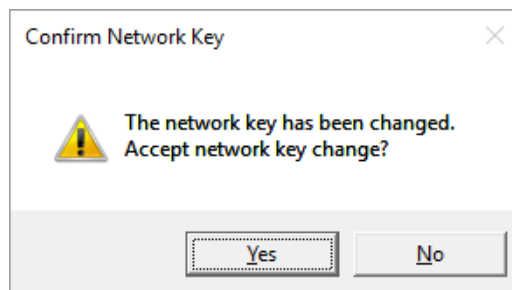 Confirm Network Key
The network key has been changed.
Accept network key change?
Yes
No